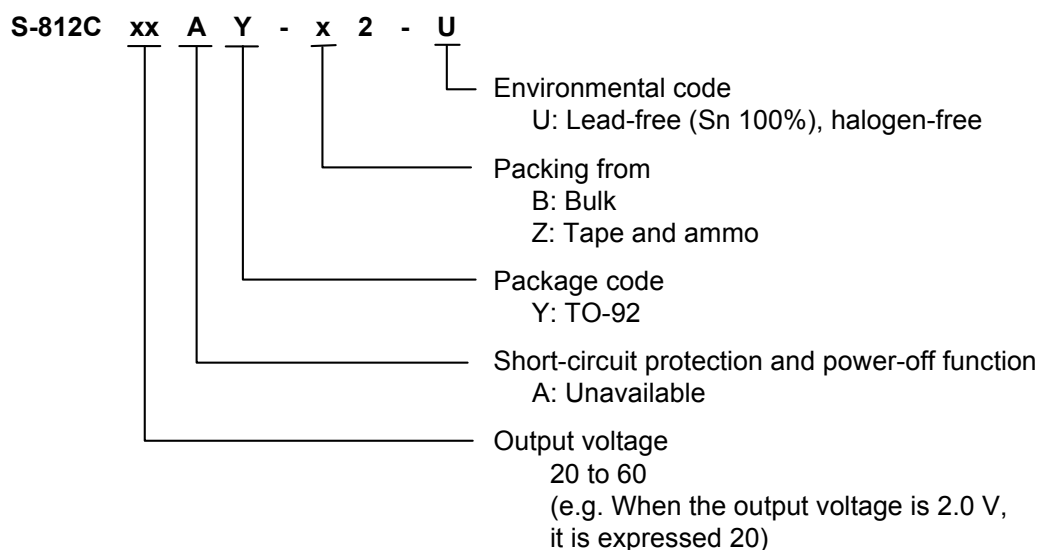 S-812C xx A Y - x 2 - U
Environmental code
U: Lead-free (Sn 100%), halogen-free
Packing from
B: Bulk
Z: Tape and ammo
Package code
Y: TO-92
Short-circuit protection and power-off function
A: Unavailable
Output voltage
20 to 60
(e.g. When the output voltage is 2.0 V,
it is expressed 20)